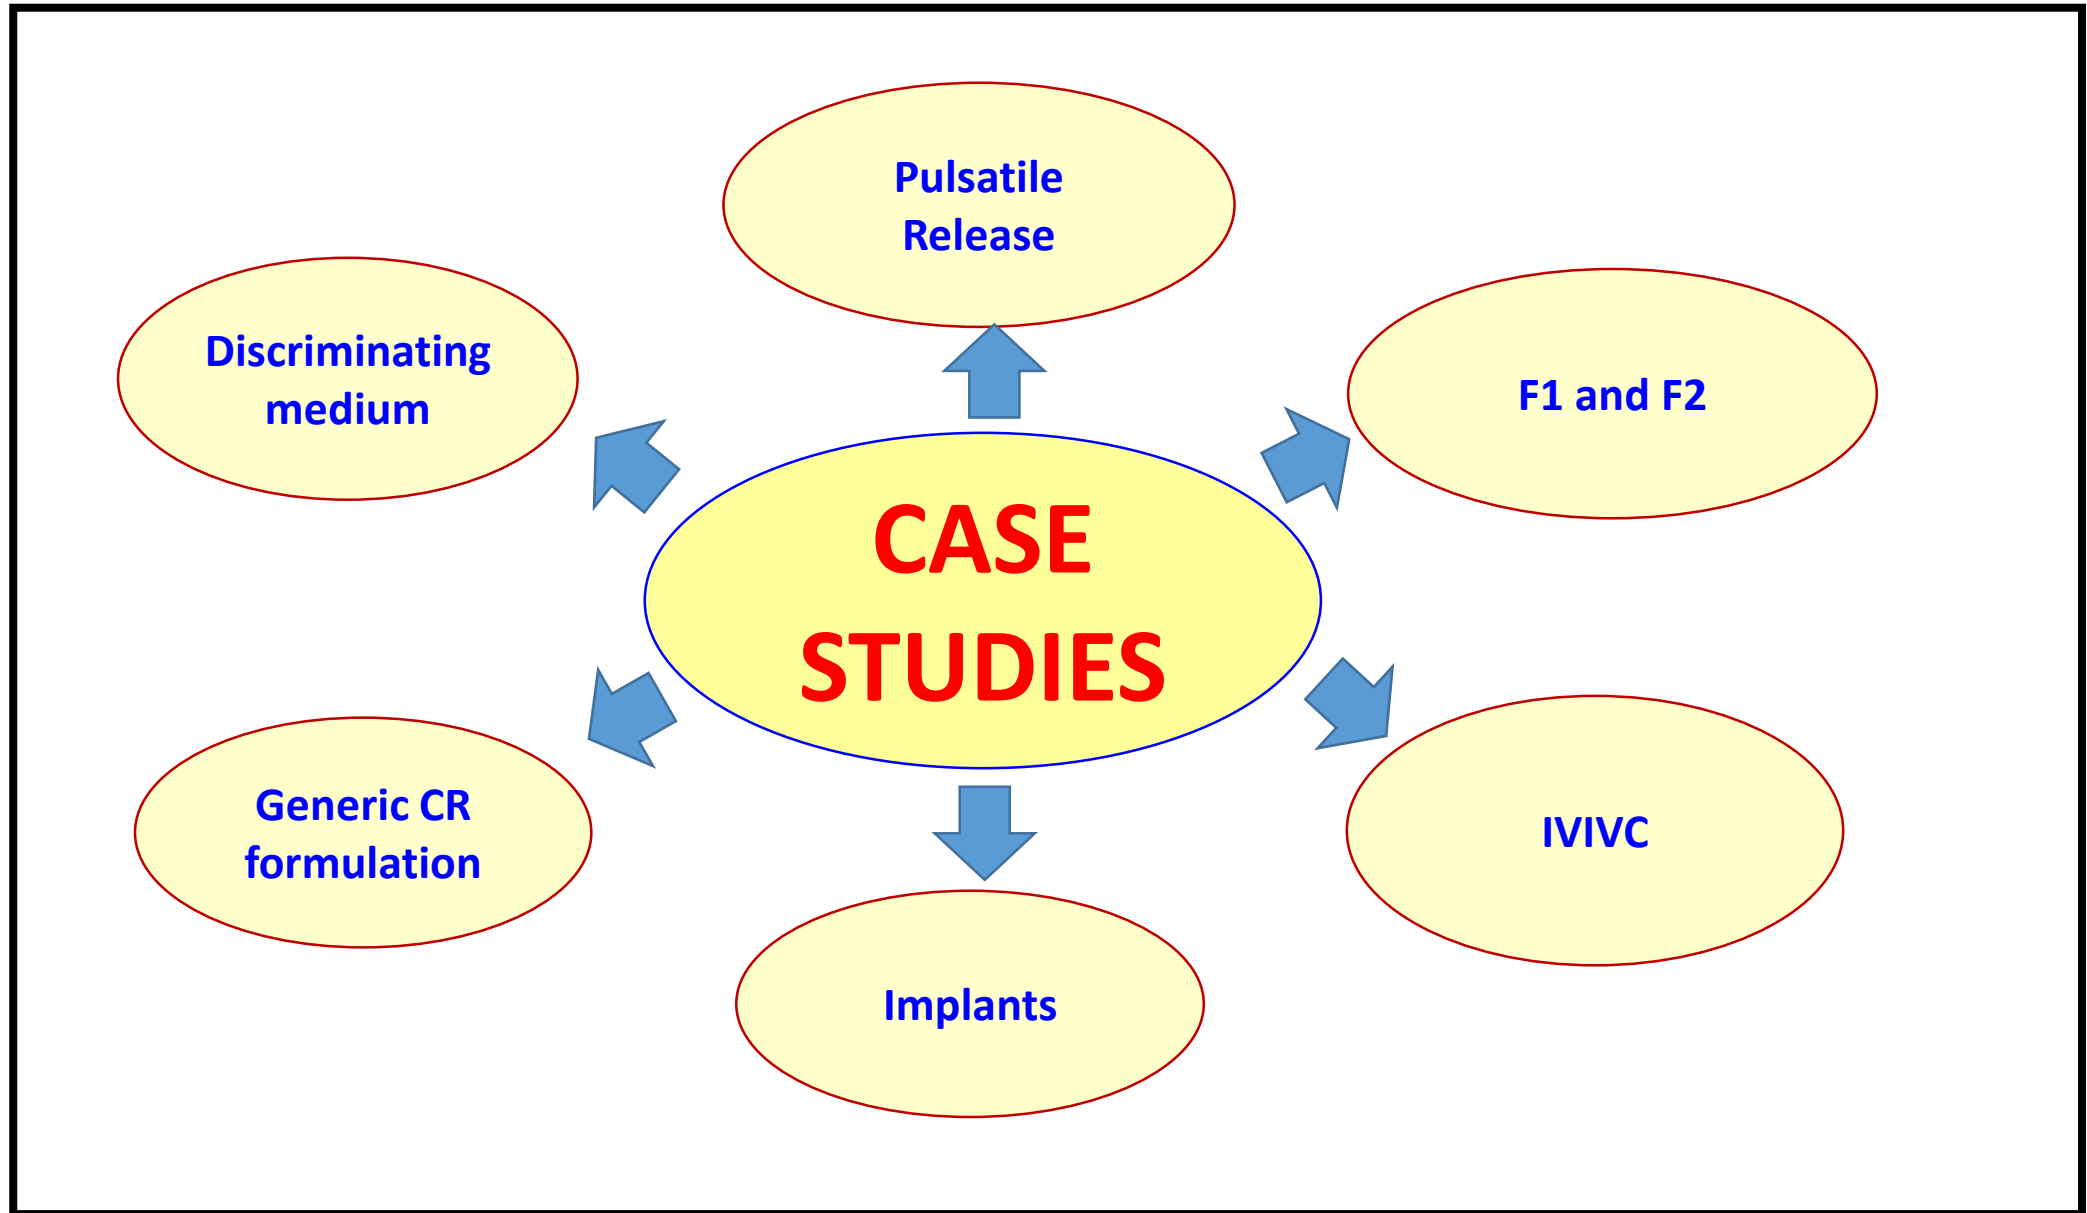 Pulsatile
Release
Discriminating
medium
F1 and F2
CASE
STUDIES
Generic CR
formulation
IVIVC
Implants